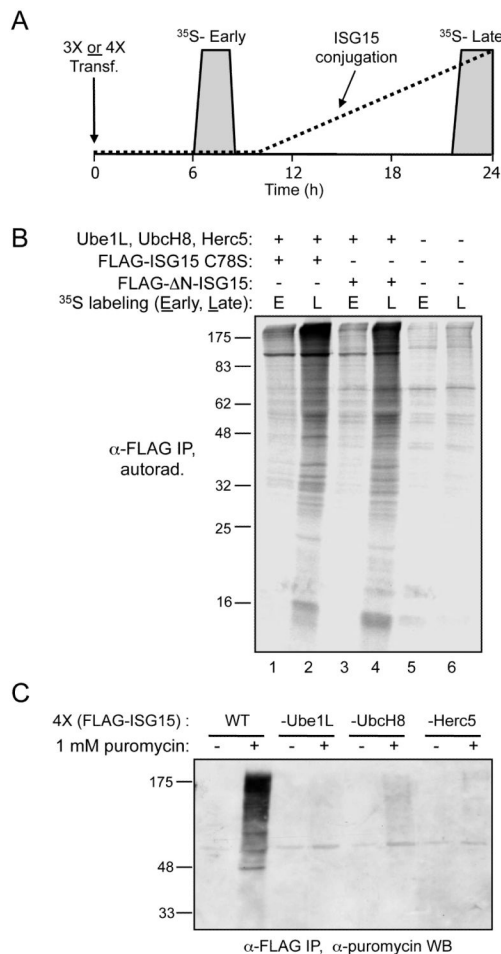 A
3X or 4X
Transf.
³⁵S- Early
ISG15
conjugation
³⁵S- Late
0 6 12 18 24
Time (h)
B
Ube1L, UbcH8, Herc5: + + + + - -
FLAG-ISG15 C78S: + + - - - -
FLAG-ΔN-ISG15: - - + + - -
³⁵S labeling (Early, Late): E L E L E L
175
83
62
48
α-FLAG IP,
autorad.
32
25
16
1 2 3 4 5 6
C
4X (FLAG-ISG15) : WT -Ube1L -UbcH8 -Herc5
1 mM puromycin: - + - + - + - +
175
48
33
α-FLAG IP, α-puromycin WB